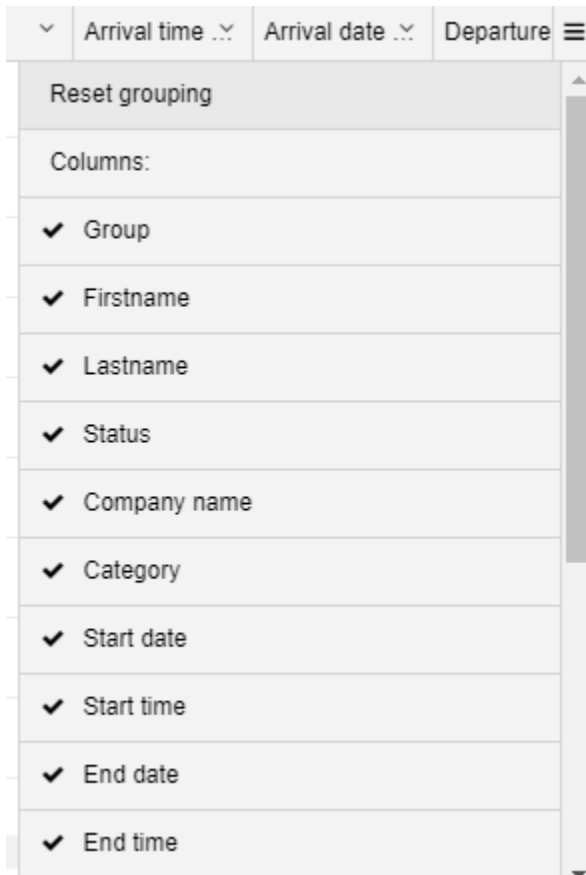 Arrival time ... Arrival date ... Departure
Reset grouping
Columns:
Group
Firstname
Lastname
Status
Company name
Category
Start date
Start time
End date
End time